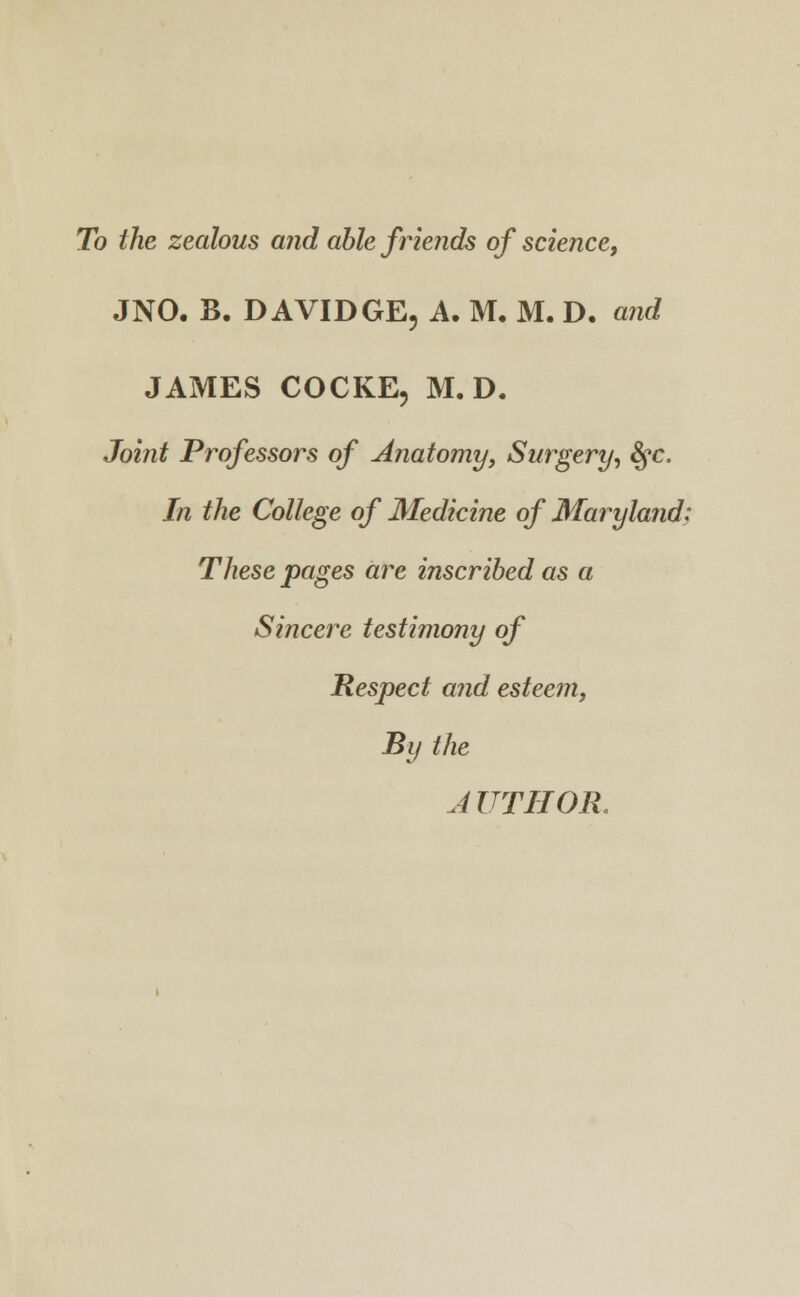 To the zealous and able friends of science,
JNO. B. DAVIDGE, A. M. M. D. and
JAMES COCKE, M. D.
Joint Professors of Anatomy, Surgery, &c.
In the College of Medicine of Maryland;
These pages are inscribed as a
Sincere testimony of
Respect and esteem,
By the
AUTHOR.